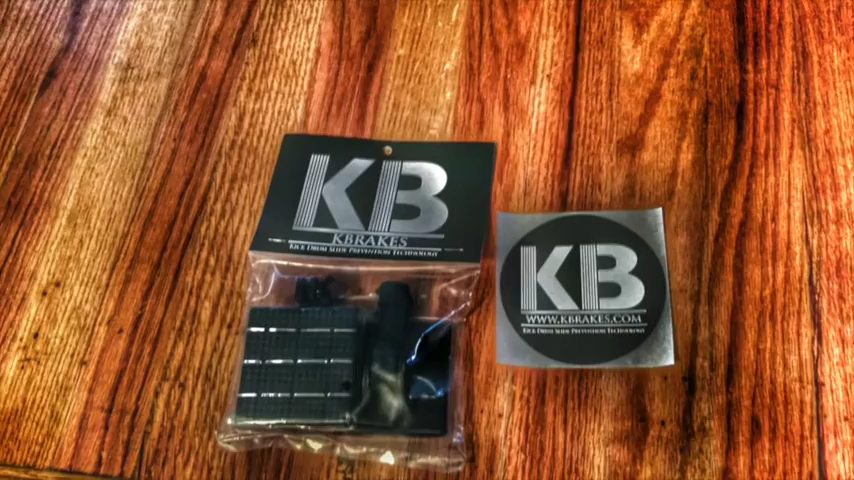 KB
KBRAKES
KICK DRUM SLIDE PREVENTION TECHNOLOGY
KB
WWW.KBRAKES.COM
KICK DRUM SLIDE PREVENTION TECHNOLOGY